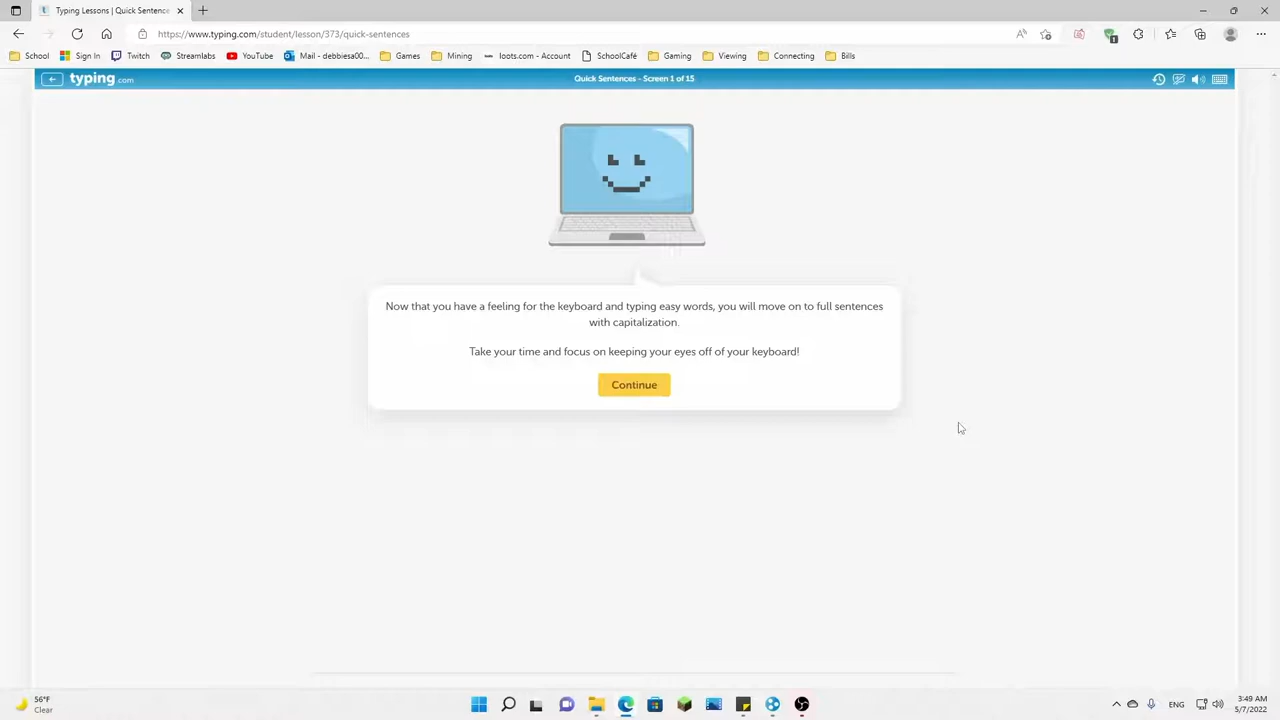 Typing Lessons | Quick Sentence
https://www.typing.com/student/lesson/373/quick-sentences
School
Sign In
Twitch
Streamlabs
YouTube
Mail - debbiesa00...
Games
Mining
loots.com - Account
SchoolCafé
Gaming
Viewing
Connecting
Bills
typing.com
Quick Sentences - Screen 1 of 15
Now that you have a feeling for the keyboard and typing easy words, you will move on to full sentences
with capitalization.
Take your time and focus on keeping your eyes off of your keyboard!
Continue
56°F
Clear
ENG
3:49 AM
5/7/2022